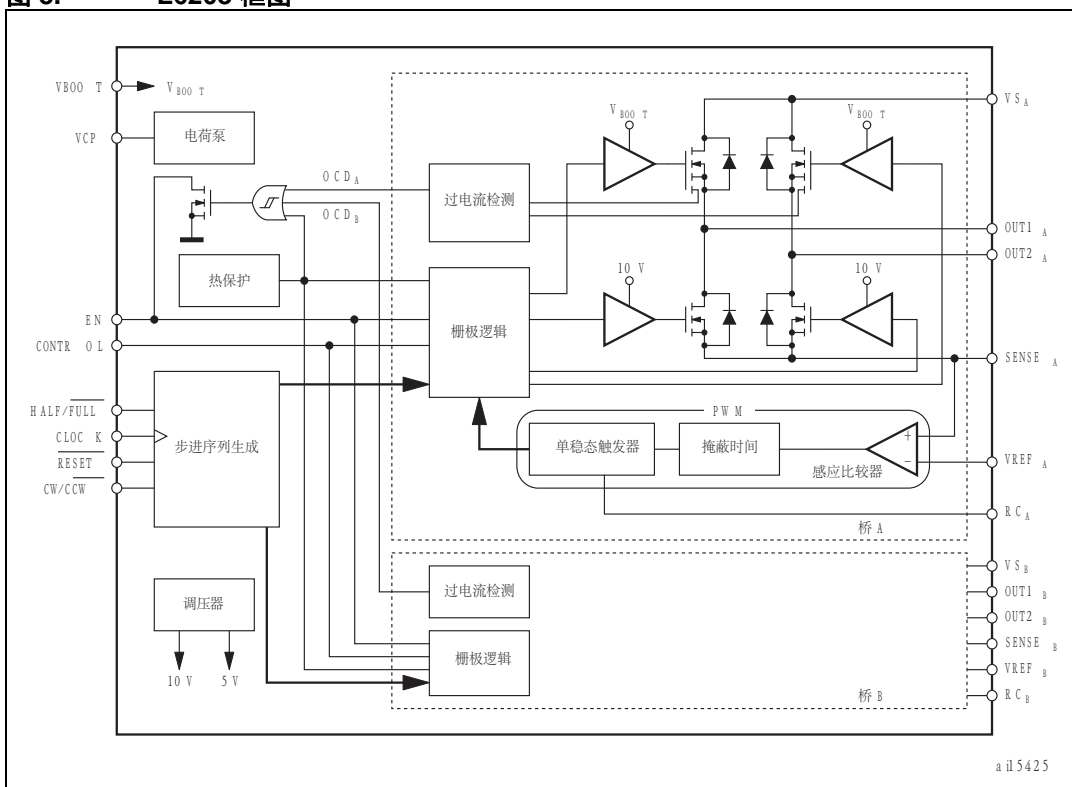 VBOOT
VBOOT
VCP
电荷泵
OCDA
OCDB
过电流检测
VBOOT
VBOOT
VSA
OUT1A
OUT2A
热保护
10 V
10 V
EN
CONTROL
栅极逻辑
SENSEA
HALF/FULL
CLOCK
RESET
CW/CCW
步进序列生成
PWM
单稳态触发器
掩蔽时间
+
−
感应比较器
VREFA
RCA
桥 A
调压器
10 V
5 V
过电流检测
栅极逻辑
桥 B
VSB
OUT1B
OUT2B
SENSEB
VREFB
RCB
ai15425